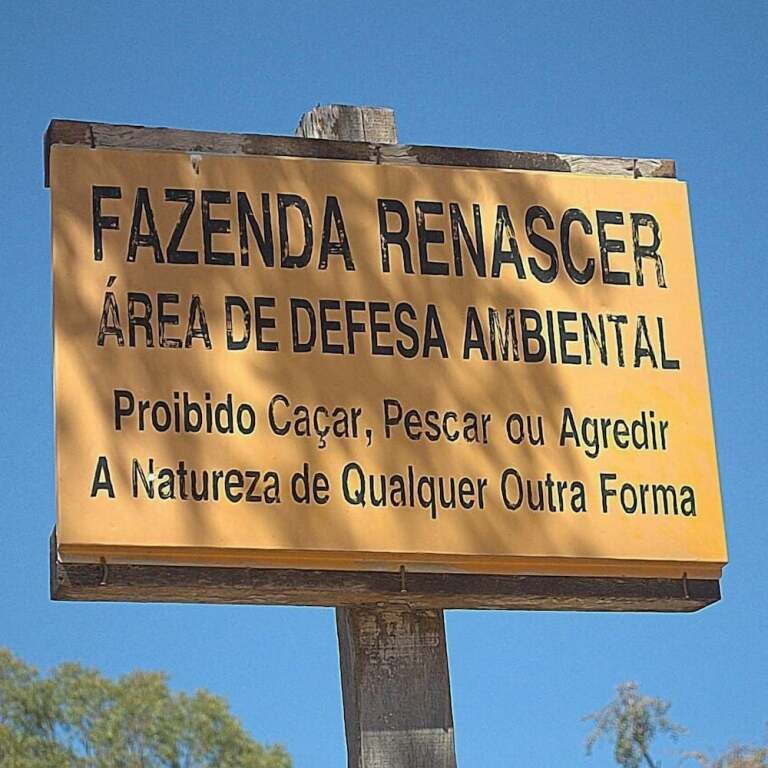 FAZENDA RENASCER
ÁREA DE DEFESA AMBIENTAL
Proibido Caçar, Pescar ou Agredir
A Natureza de Qualquer Outra Forma